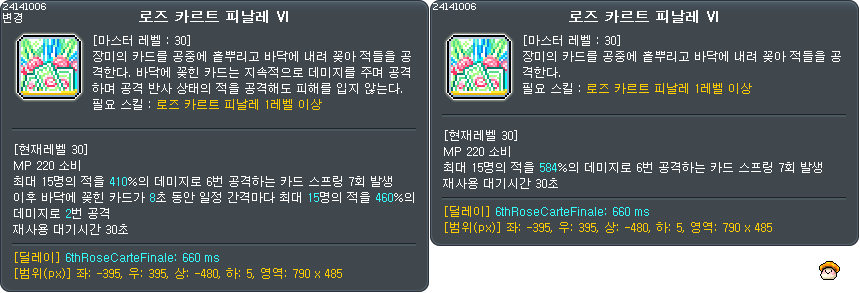 24141006
변경
로즈 카르트 피날레 VI
[마스터 레벨 : 30]
장미의 카드를 공중에 흩뿌리고 바닥에 내려 꽂아 적들을 공
격한다. 바닥에 꽂힌 카드는 지속적으로 데미지를 주며 공격
하며 공격 반사 상태의 적을 공격해도 피해를 입지 않는다.
필요 스킬 : 로즈 카르트 피날레 1레벨 이상
[현재레벨 30]
MP 220 소비
최대 15명의 적을 410%의 데미지로 6번 공격하는 카드 스프링 7회 발생
이후 바닥에 꽂힌 카드가 8초 동안 일정 간격마다 최대 15명의 적을 460%의
데미지로 2번 공격
재사용 대기시간 30초
[딜레이] 6thRoseCarteFinale: 660 ms
[범위(px)] 좌: -395, 우: 395, 상: -480, 하: 5, 영역: 790 x 485
24141006
로즈 카르트 피날레 VI
[마스터 레벨 : 30]
장미의 카드를 공중에 흩뿌리고 바닥에 내려 꽂아 적들을 공
격한다.
필요 스킬 : 로즈 카르트 피날레 1레벨 이상
[현재레벨 30]
MP 220 소비
최대 15명의 적을 584%의 데미지로 6번 공격하는 카드 스프링 7회 발생
재사용 대기시간 30초
[딜레이] 6thRoseCarteFinale: 660 ms
[범위(px)] 좌: -395, 우: 395, 상: -480, 하: 5, 영역: 790 x 485